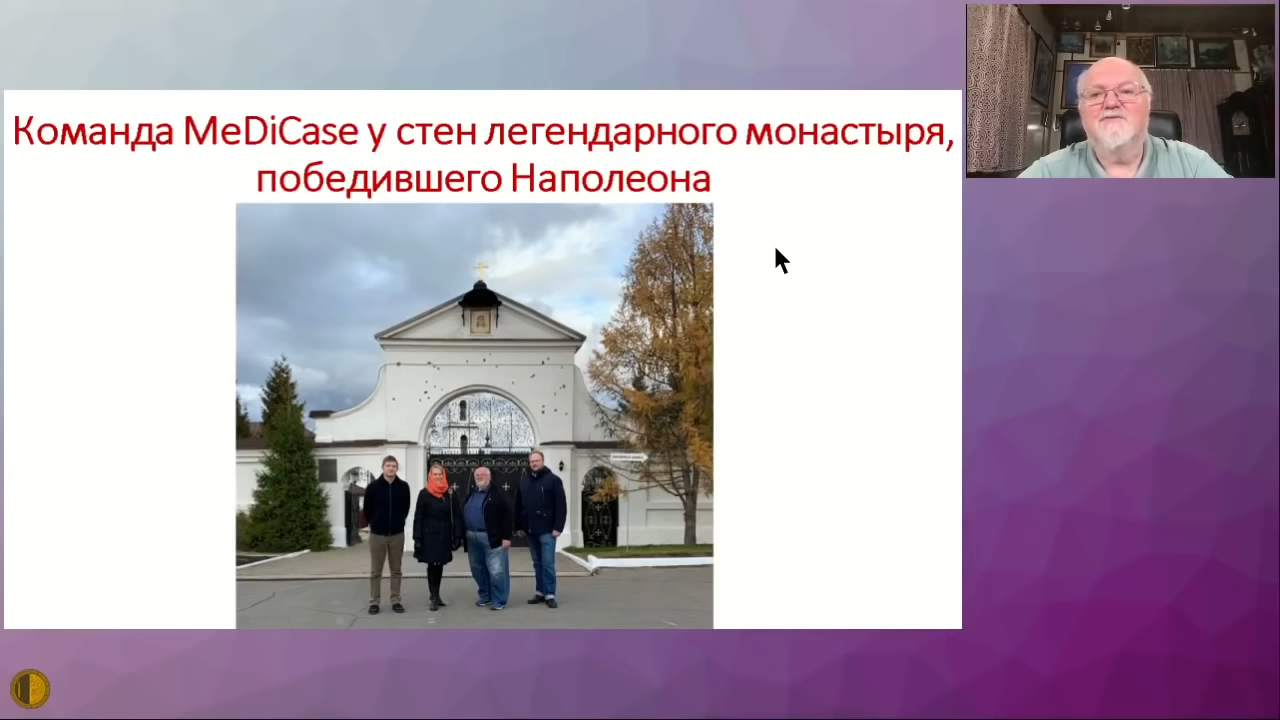 Команда MeDiCase у стен легендарного монастыря,
победившего Наполеона